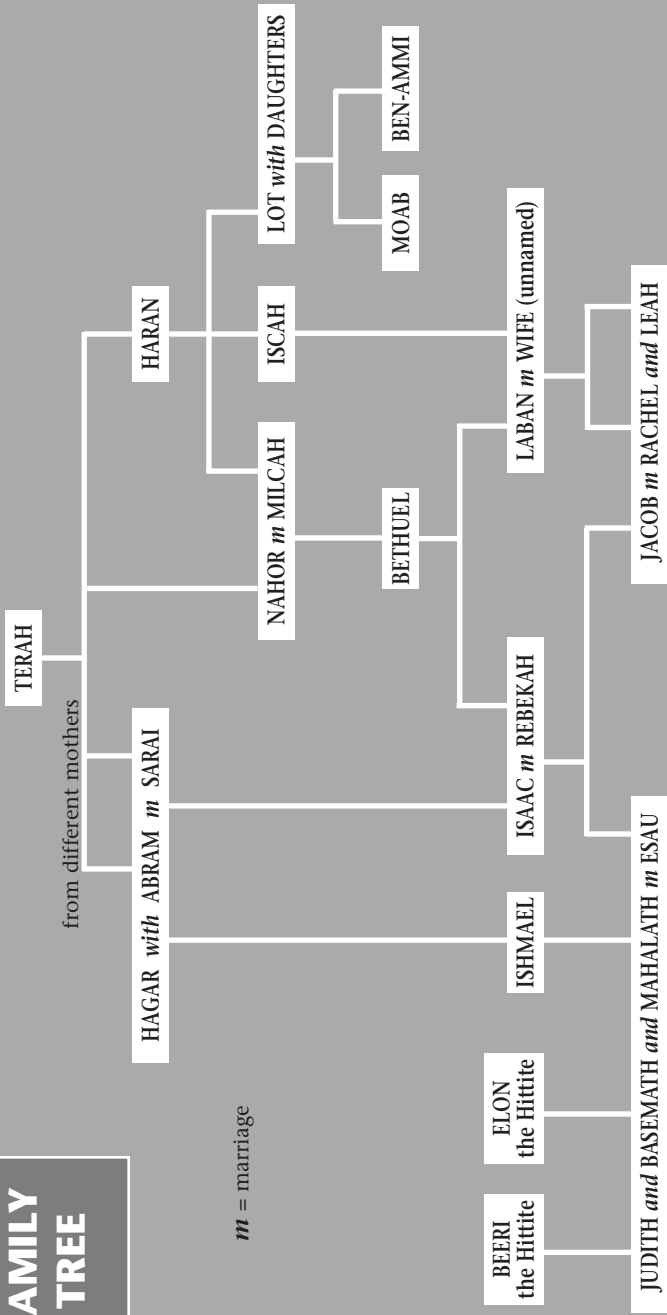 AMILY
TREE
TERAH
from different mothers
HAGAR with ABRAM m SARAI
HARAN
m = marriage
NAHOR m MILCAH
ISCAH
LOT with DAUGHTERS
BETHUEL
MOAB
BEN-AMMI
BEERI
the Hittite
ELON
the Hittite
ISHMAEL
ISAAC m REBEKAH
LABAN m WIFE (unnamed)
JUDITH and BASEMATH and MAHALATH m ESAU
JACOB m RACHEL and LEAH